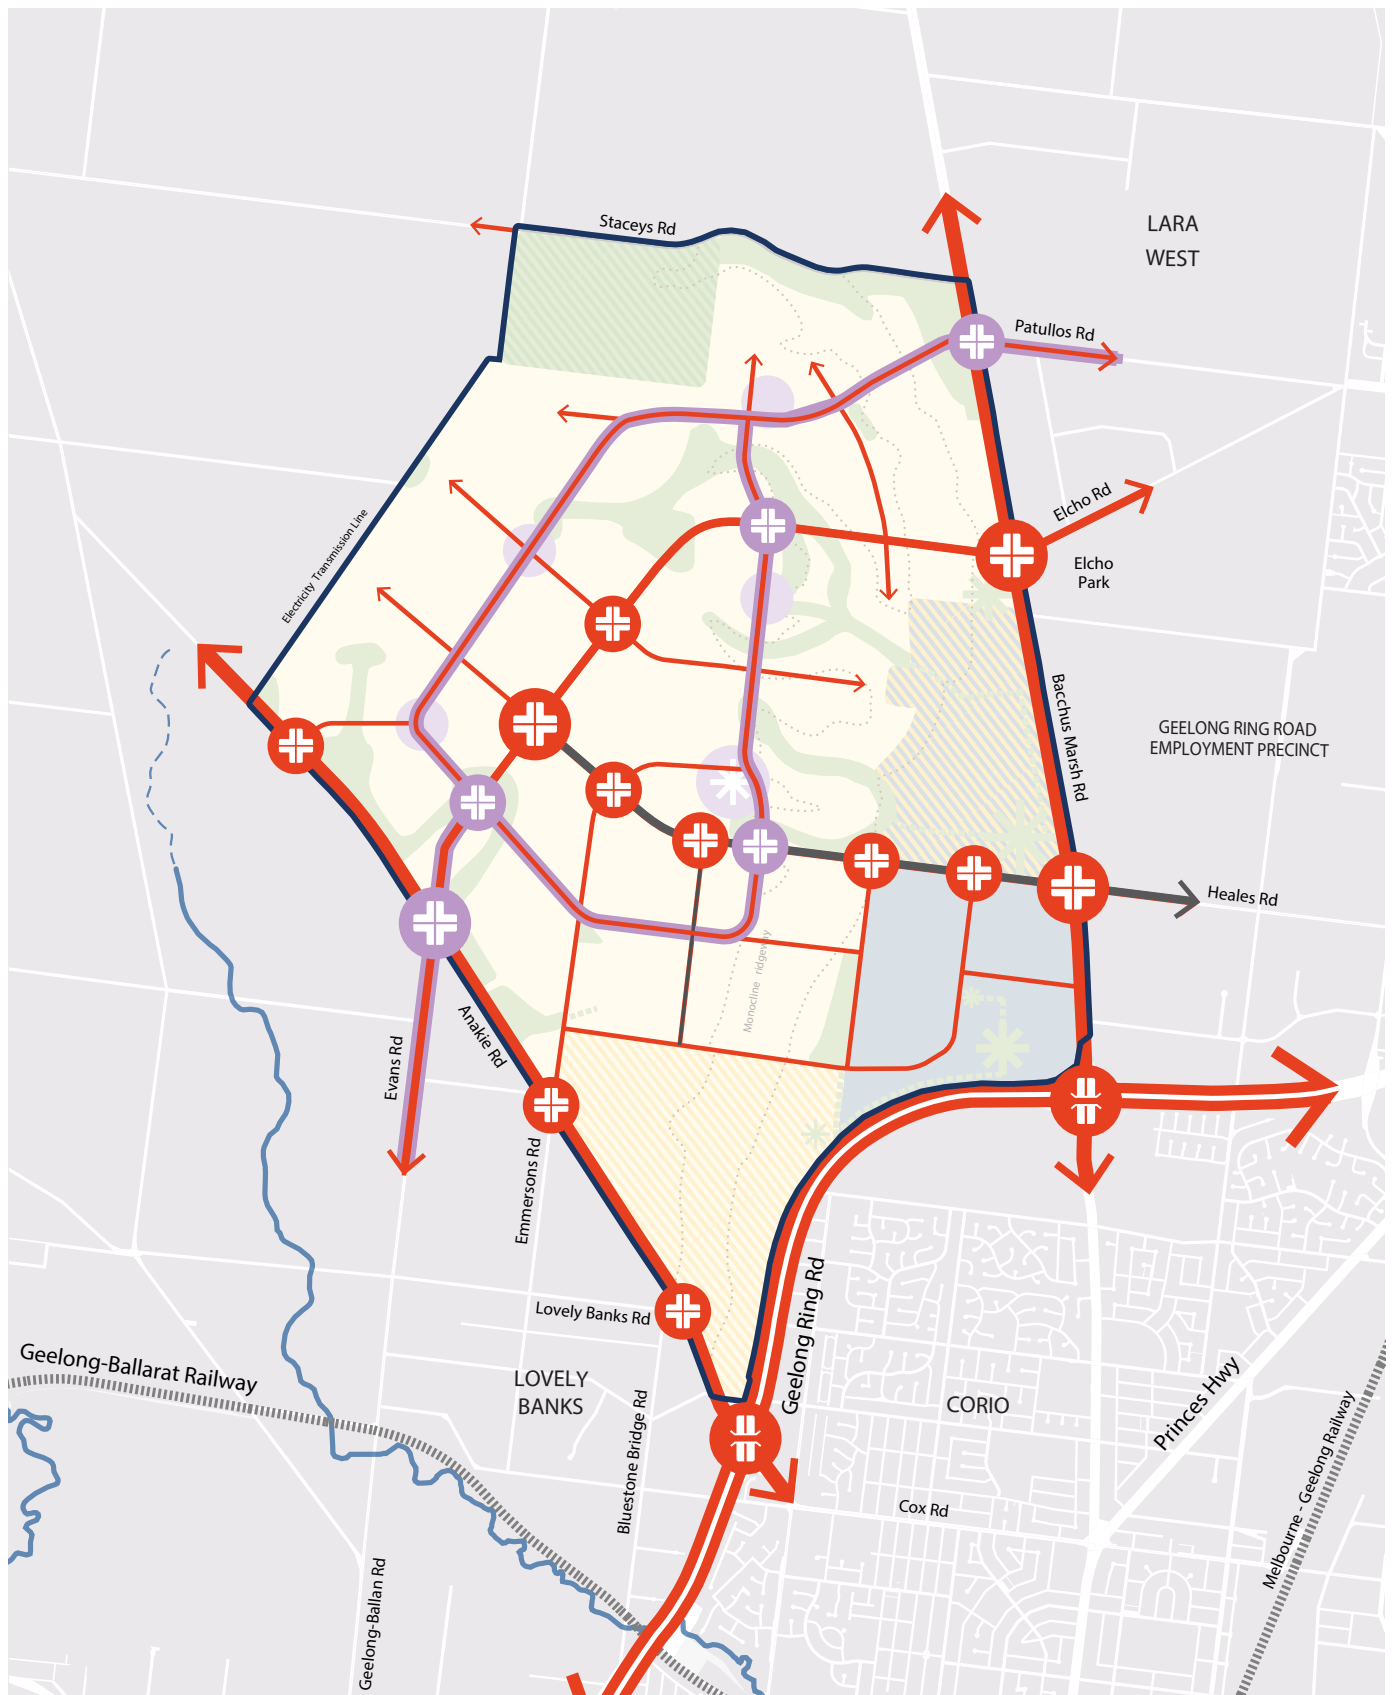 Staceys Rd
LARA
WEST
Patullos Rd
Elcho Rd
Elcho
Park
Electricity Transmission Line
Bacchus Marsh Rd
GEELONG RING ROAD
EMPLOYMENT PRECINCT
Heales Rd
Monocline ridgeway
Anakie Rd
Evans Rd
Emmersons Rd
Lovely Banks Rd
Geelong Ring Rd
Geelong-Ballarat Railway
LOVELY
BANKS
Bluestone Bridge Rd
CORIO
Princes Hwy
Melbourne - Geelong Railway
Cox Rd
Geelong-Ballan Rd